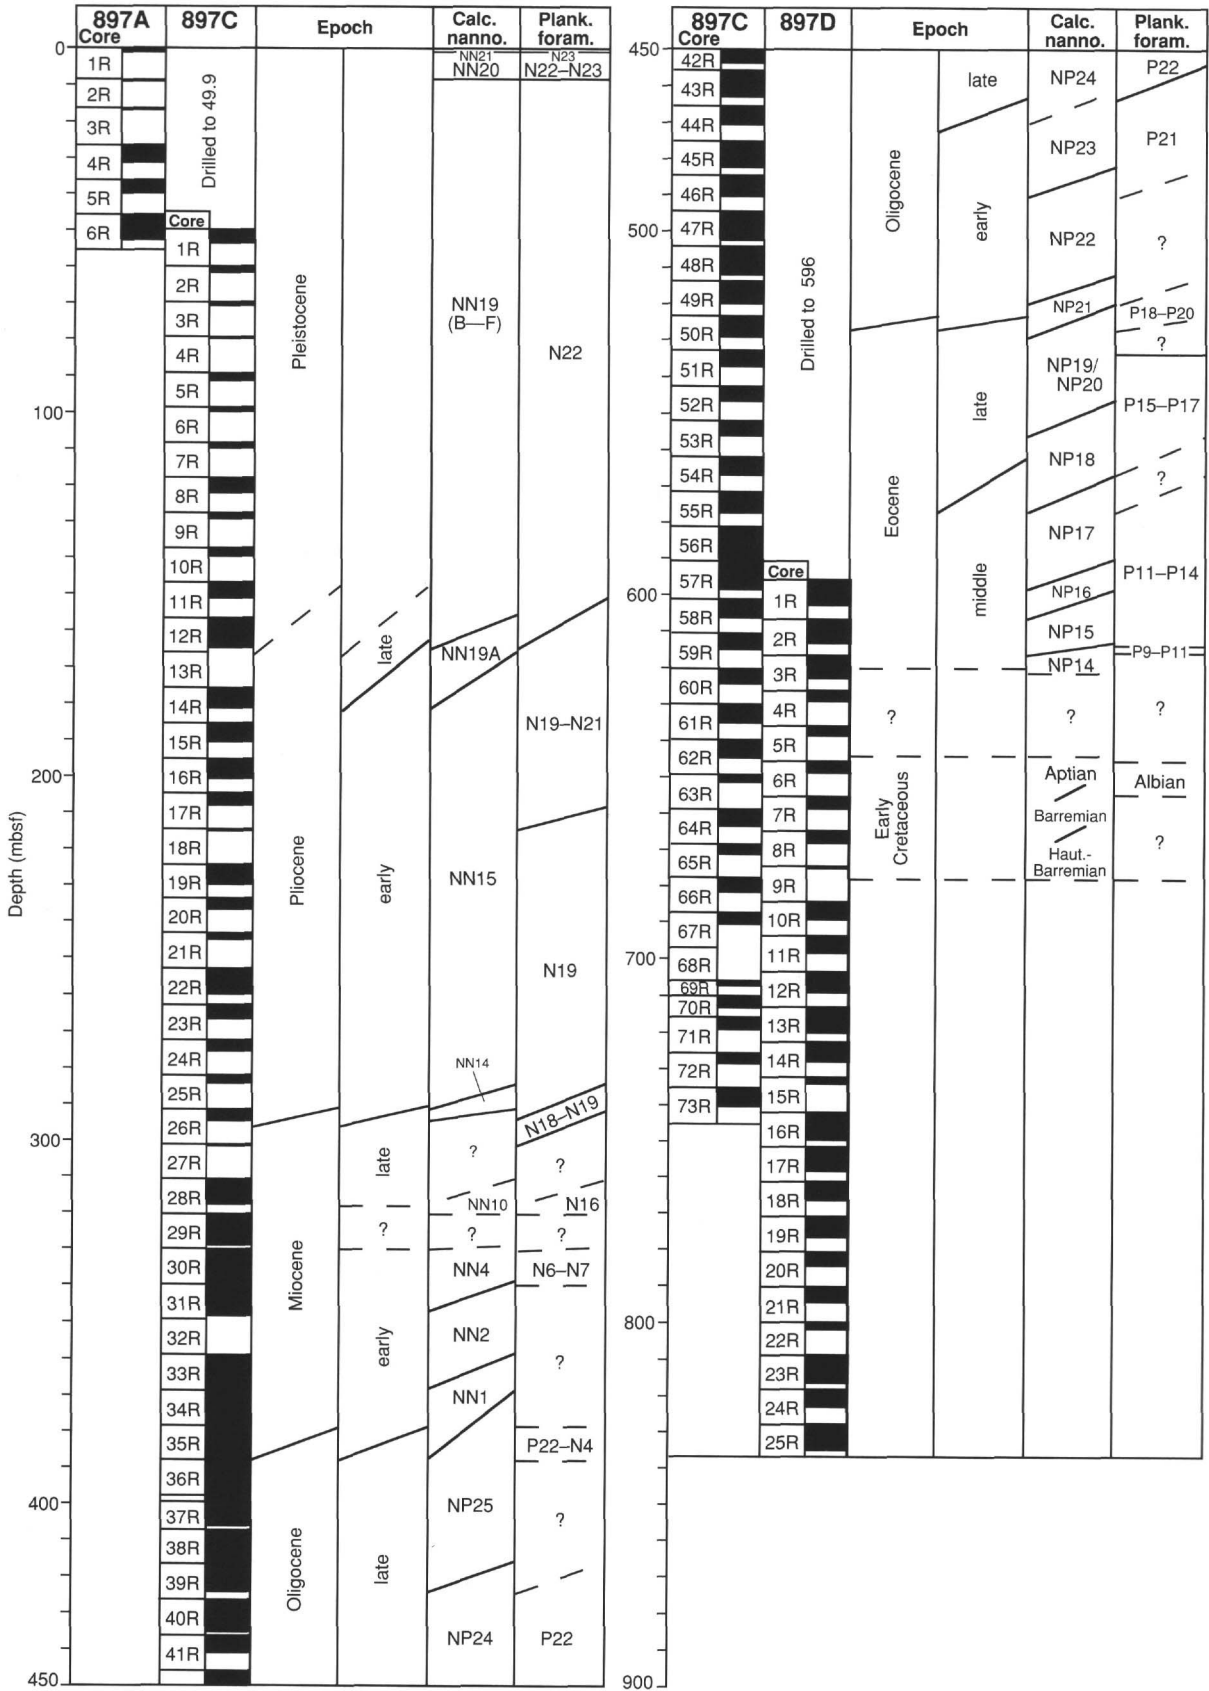 897A
Core
897C
Epoch
Calc.
nanno.
Plank.
foram.
0
100
200
300
400
450
Depth (mbsf)
1R
2R
3R
4R
5R
6R
Drilled to 49.9
Core
1R
2R
3R
4R
5R
6R
7R
8R
9R
10R
11R
12R
13R
14R
15R
16R
17R
18R
19R
20R
21R
22R
23R
24R
25R
26R
27R
28R
29R
30R
31R
32R
33R
34R
35R
36R
37R
38R
39R
40R
41R
Pleistocene
Pliocene
Miocene
Oligocene
late
early
late
?
early
late
NN21
NN20
NN19
(B—F)
NN19A
NN15
NN14
?
NN10
?
NN4
NN2
NN1
NP25
NP24
N23
N22–N23
N22
N19–N21
N19
N18–N19
?
N16
?
N6–N7
?
P22–N4
?
P22
897C
Core
897D
Epoch
Calc.
nanno.
Plank.
foram.
450
500
600
700
800
900
42R
43R
44R
45R
46R
47R
48R
49R
50R
51R
52R
53R
54R
55R
56R
57R
58R
59R
60R
61R
62R
63R
64R
65R
66R
67R
68R
69R
70R
71R
72R
73R
Drilled to 596
Core
1R
2R
3R
4R
5R
6R
7R
8R
9R
10R
11R
12R
13R
14R
15R
16R
17R
18R
19R
20R
21R
22R
23R
24R
25R
Oligocene
Eocene
?
Early
Cretaceous
late
early
late
middle
NP24
NP23
NP22
NP21
NP19/
NP20
NP18
NP17
NP16
NP15
NP14
?
Aptian
Barremian
Haut.-
Barremian
P22
P21
?
P18–P20
?
P15–P17
?
P11–P14
P9–P11
?
Albian
?